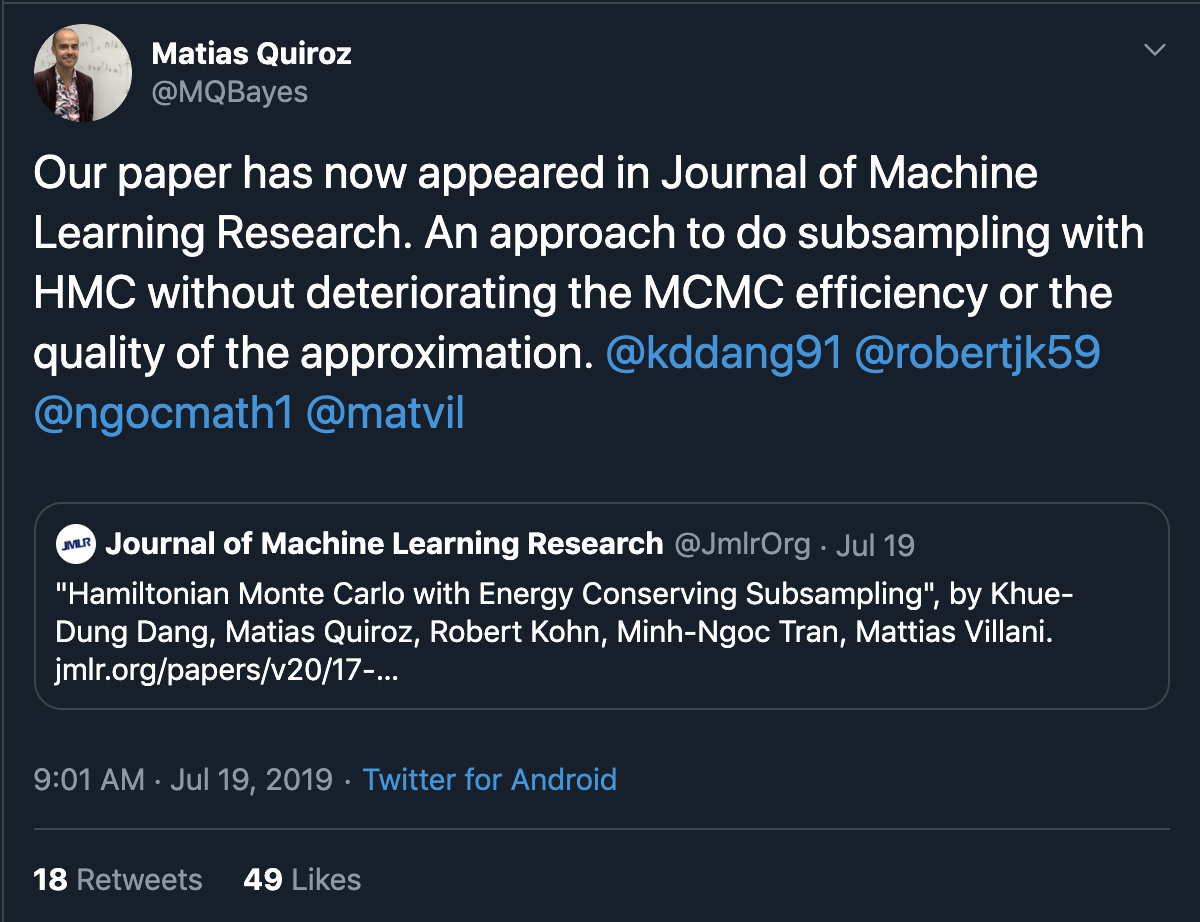 Matias Quiroz
@MQBayes
Our paper has now appeared in Journal of Machine
Learning Research. An approach to do subsampling with
HMC without deteriorating the MCMC efficiency or the
quality of the approximation. @kddang91 @robertjk59
@ngocmath1 @matvil
JMLR Journal of Machine Learning Research @JmlrOrg · Jul 19
"Hamiltonian Monte Carlo with Energy Conserving Subsampling", by Khue-
Dung Dang, Matias Quiroz, Robert Kohn, Minh-Ngoc Tran, Mattias Villani.
jmlr.org/papers/v20/17-...
9:01 AM · Jul 19, 2019 · Twitter for Android
18 Retweets 49 Likes